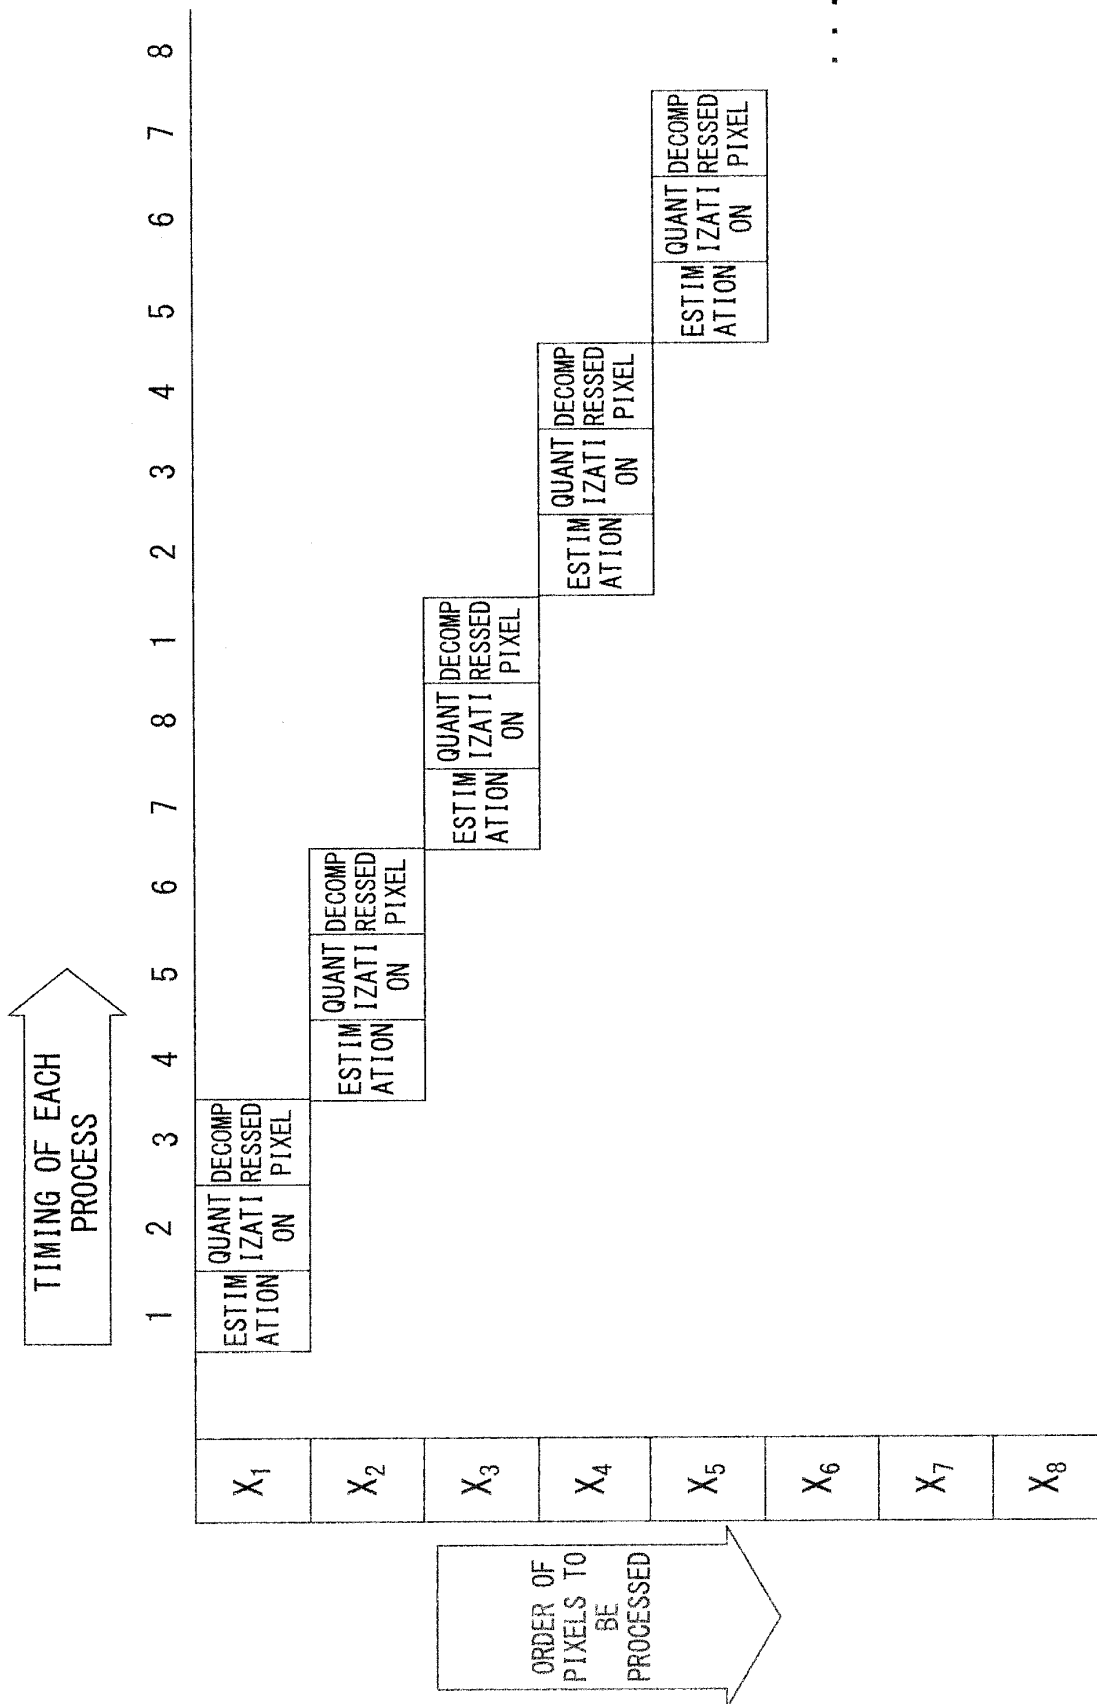 TIMING OF EACH
PROCESS
1 2 3 4 5 6 7 8 1 2 3 4 5 6 7 8
ORDER OF
PIXELS TO
BE
PROCESSED
X1
ESTIM
ATION
QUANT
IZATI
ON
DECOMP
RESSED
PIXEL
X2
ESTIM
ATION
QUANT
IZATI
ON
DECOMP
RESSED
PIXEL
X3
ESTIM
ATION
QUANT
IZATI
ON
DECOMP
RESSED
PIXEL
X4
ESTIM
ATION
QUANT
IZATI
ON
DECOMP
RESSED
PIXEL
X5
ESTIM
ATION
QUANT
IZATI
ON
DECOMP
RESSED
PIXEL
X6
...
X7
X8